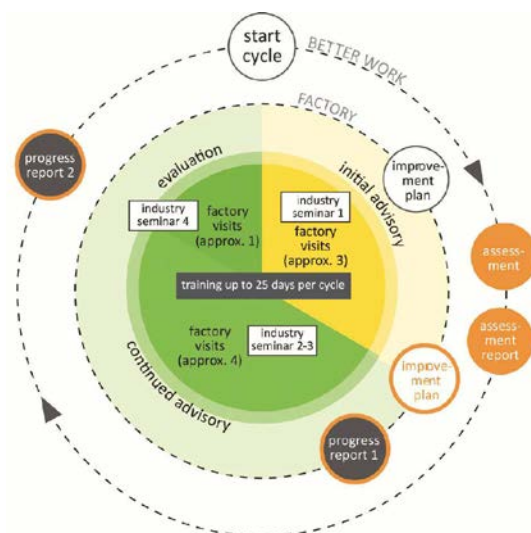 start
cycle
BETTER WORK
FACTORY
improve-
ment
plan
initial advisory
industry
seminar 1
factory
visits
(approx. 3)
assess-
ment
assessment
report
improve-
ment
plan
training up to 25 days per cycle
progress
report 1
continued advisory
factory
visits
(approx. 4)
industry
seminar 2-3
progress
report 2
evaluation
industry
seminar 4
factory
visits
(approx. 1)